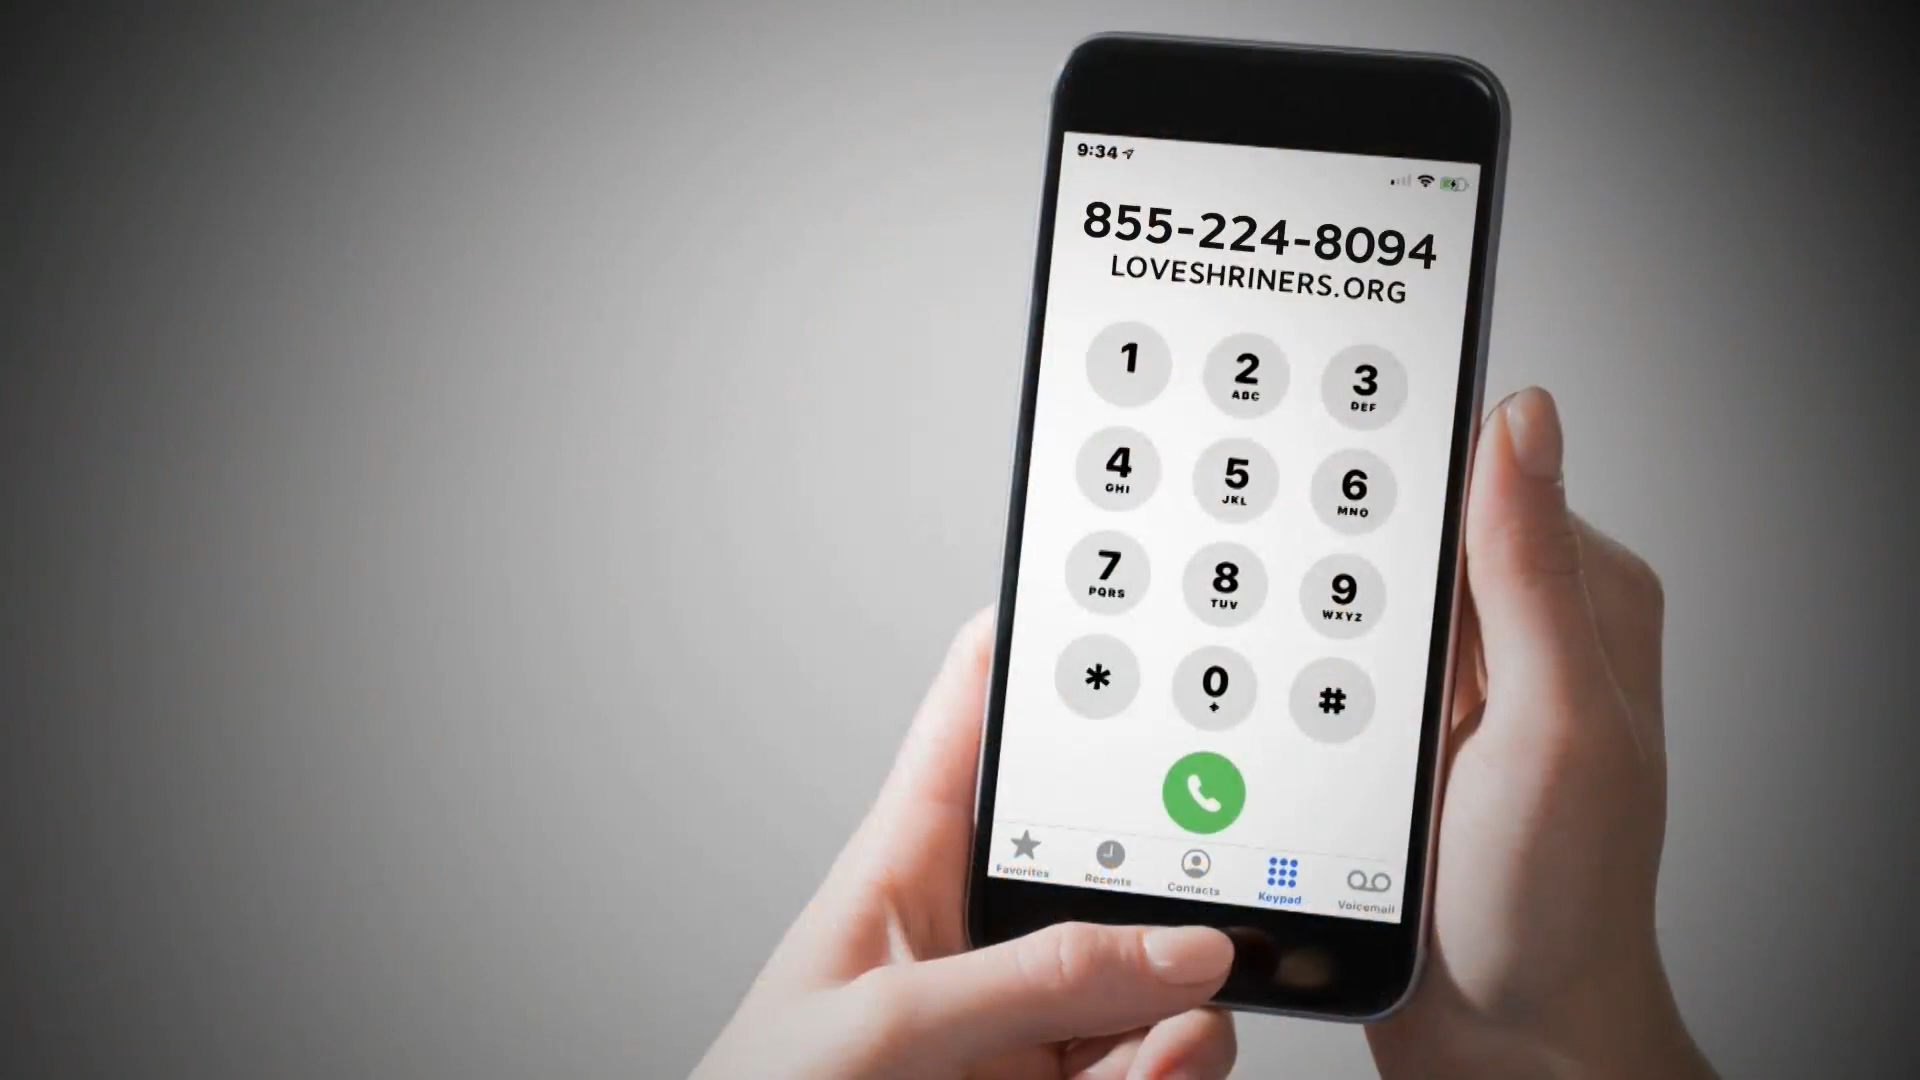 9:34
855-224-8094
LOVESHRINERS.ORG
1
2
ABC
3
DEF
4
GHI
5
JKL
6
MNO
7
PQRS
8
TUV
9
WXYZ
*
0
+
#
Favorites
Recents
Contacts
Keypad
Voicemail